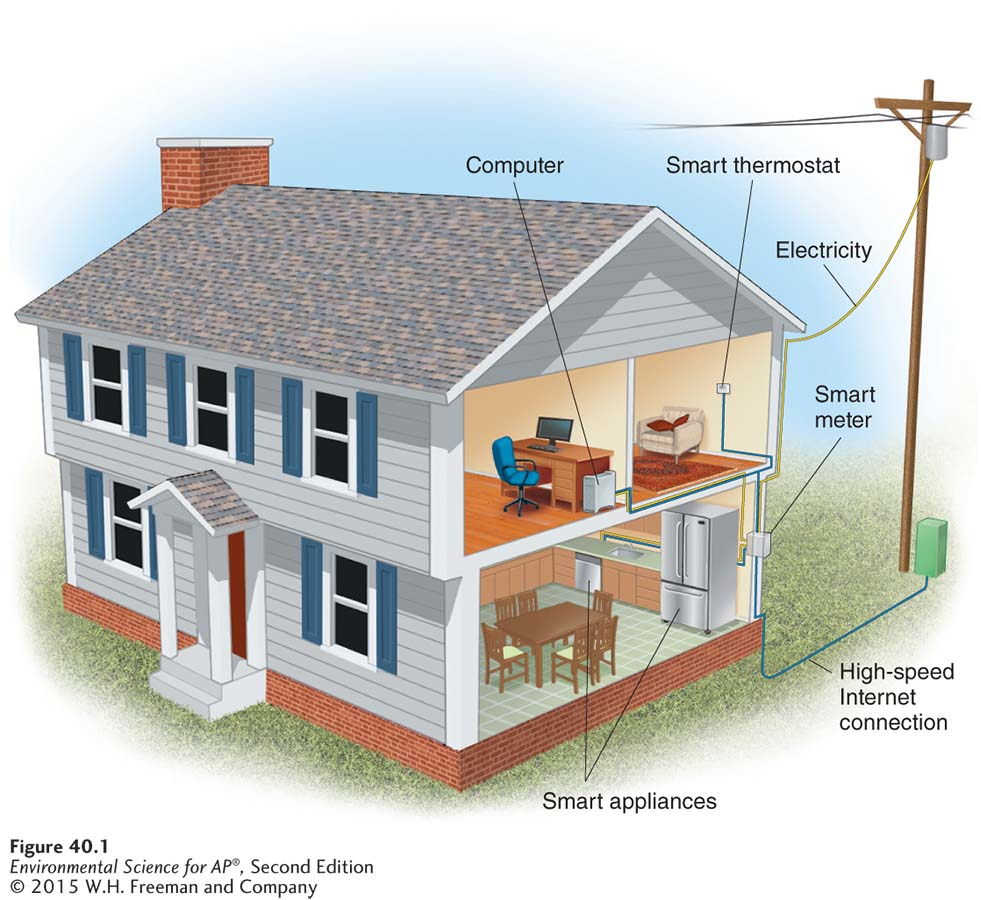 Computer
Smart thermostat
Electricity
Smart
meter
High-speed
Internet
connection
Smart appliances
Figure 40.1
Environmental Science for AP®, Second Edition
© 2015 W.H. Freeman and Company